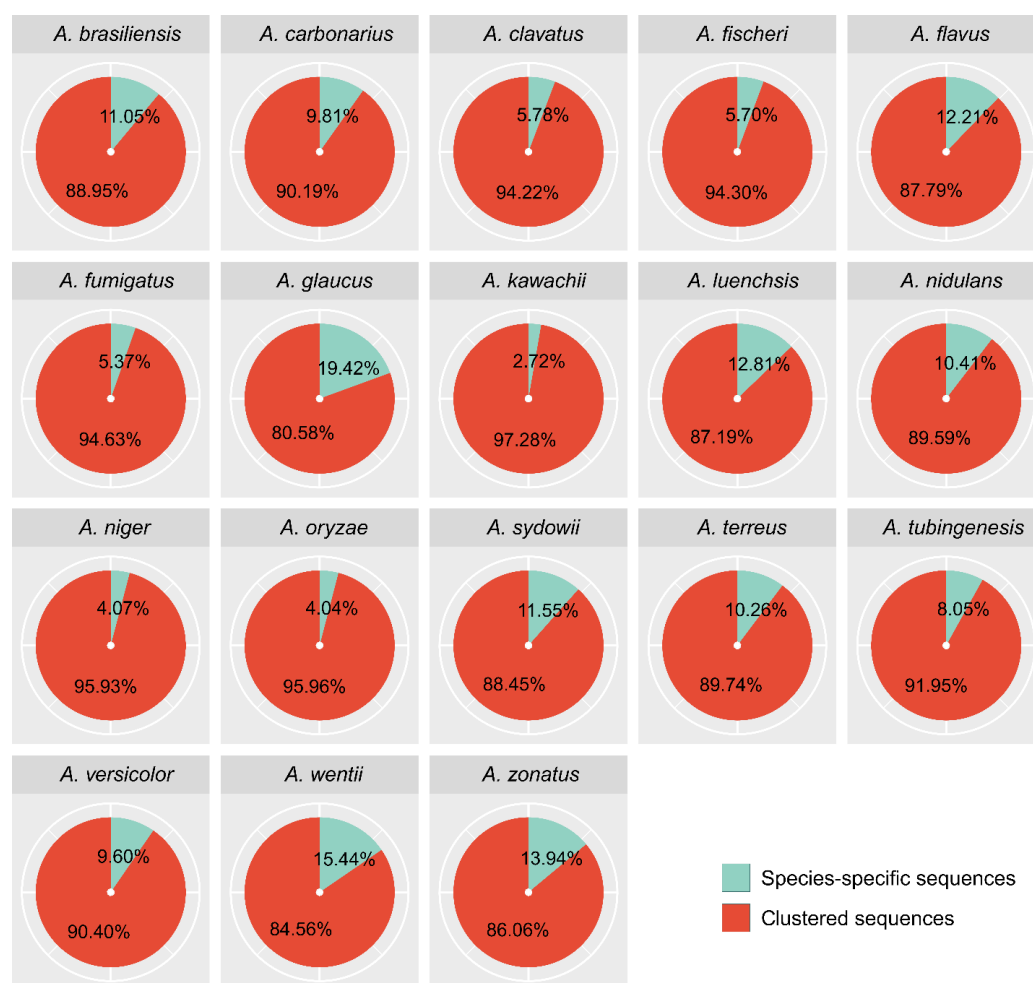 A. brasiliensis
11.05%
88.95%
A. carbonarius
9.81%
90.19%
A. clavatus
5.78%
94.22%
A. fischeri
5.70%
94.30%
A. flavus
12.21%
87.79%
A. fumigatus
5.37%
94.63%
A. glaucus
19.42%
80.58%
A. kawachii
2.72%
97.28%
A. luenchsis
12.81%
87.19%
A. nidulans
10.41%
89.59%
A. niger
4.07%
95.93%
A. oryzae
4.04%
95.96%
A. sydowii
11.55%
88.45%
A. terreus
10.26%
89.74%
A. tubingenesis
8.05%
91.95%
A. versicolor
9.60%
90.40%
A. wentii
15.44%
84.56%
A. zonatus
13.94%
86.06%
Species-specific sequences
Clustered sequences